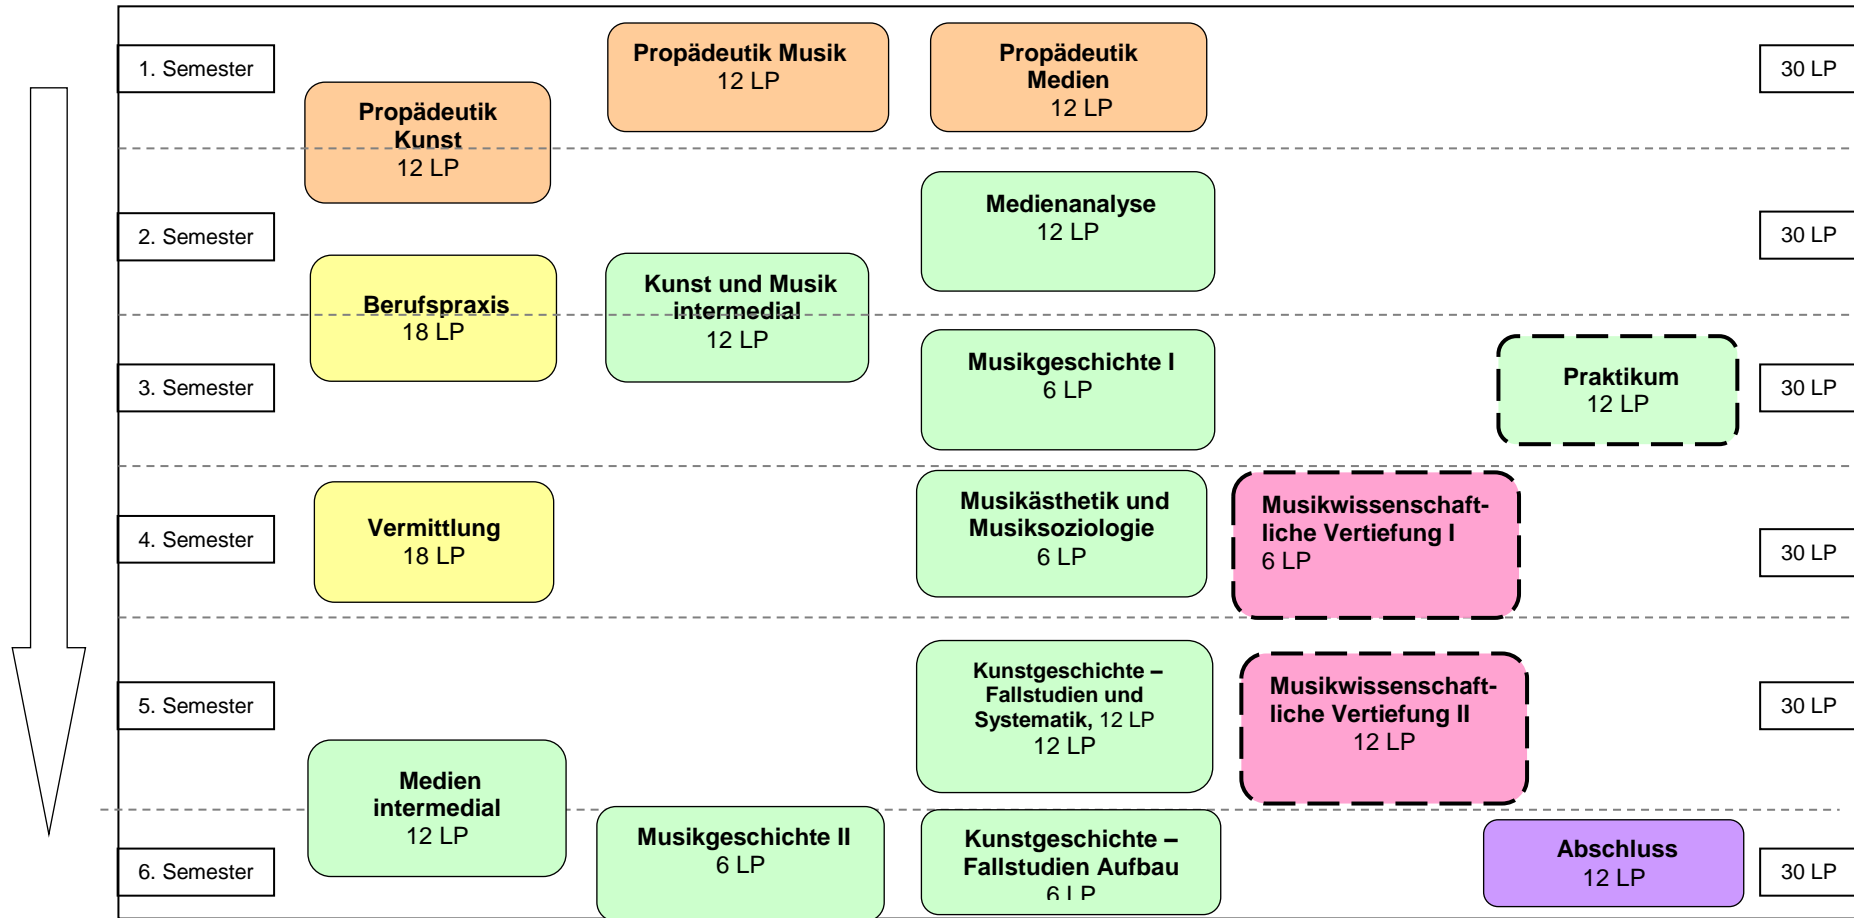 1. Semester
Propädeutik Musik
12 LP
Propädeutik
Medien
12 LP
30 LP
Propädeutik
Kunst
12 LP
2. Semester
Medienanalyse
12 LP
30 LP
Berufspraxis
18 LP
Kunst und Musik
intermedial
12 LP
3. Semester
Musikgeschichte I
6 LP
Praktikum
12 LP
30 LP
4. Semester
Vermittlung
18 LP
Musikästhetik und
Musiksoziologie
6 LP
Musikwissenschaft-
liche Vertiefung I
6 LP
30 LP
5. Semester
Kunstgeschichte –
Fallstudien und
Systematik, 12 LP
12 LP
Musikwissenschaft-
liche Vertiefung II
12 LP
30 LP
Medien
intermedial
12 LP
6. Semester
Musikgeschichte II
6 LP
Kunstgeschichte –
Fallstudien Aufbau
6 LP
Abschluss
12 LP
30 LP